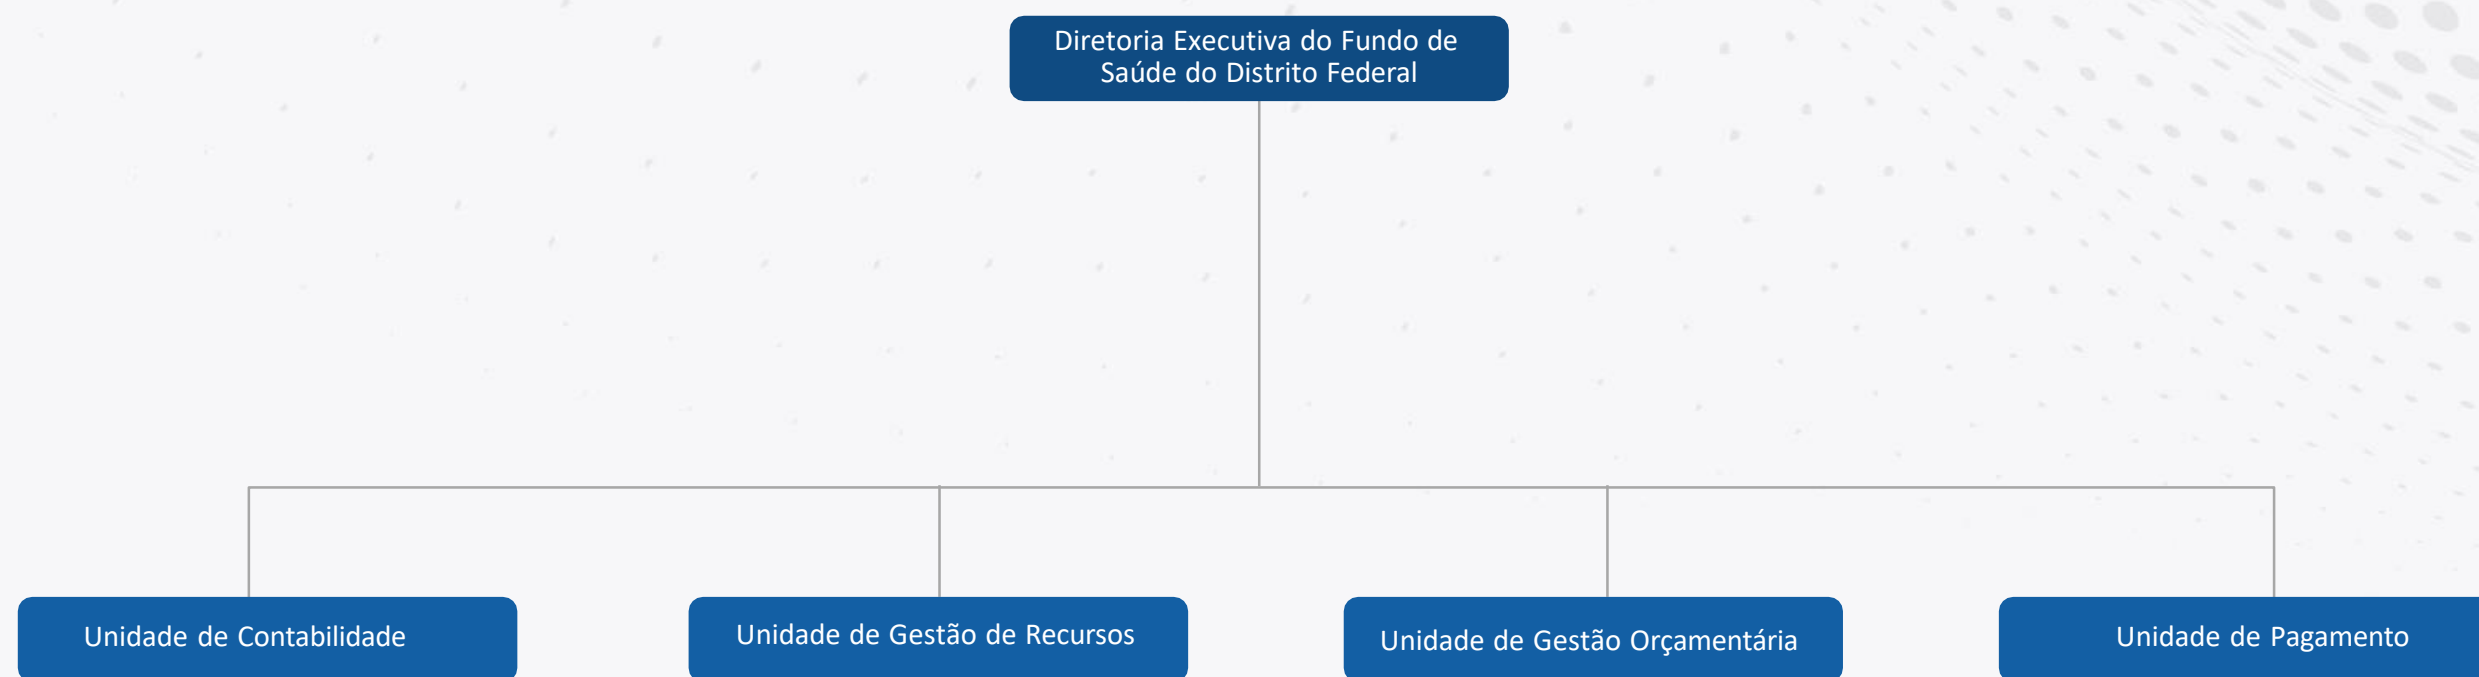 Diretoria Executiva do Fundo de
Saúde do Distrito Federal
Unidade de Contabilidade
Unidade de Gestão de Recursos
Unidade de Gestão Orçamentária
Unidade de Pagamento